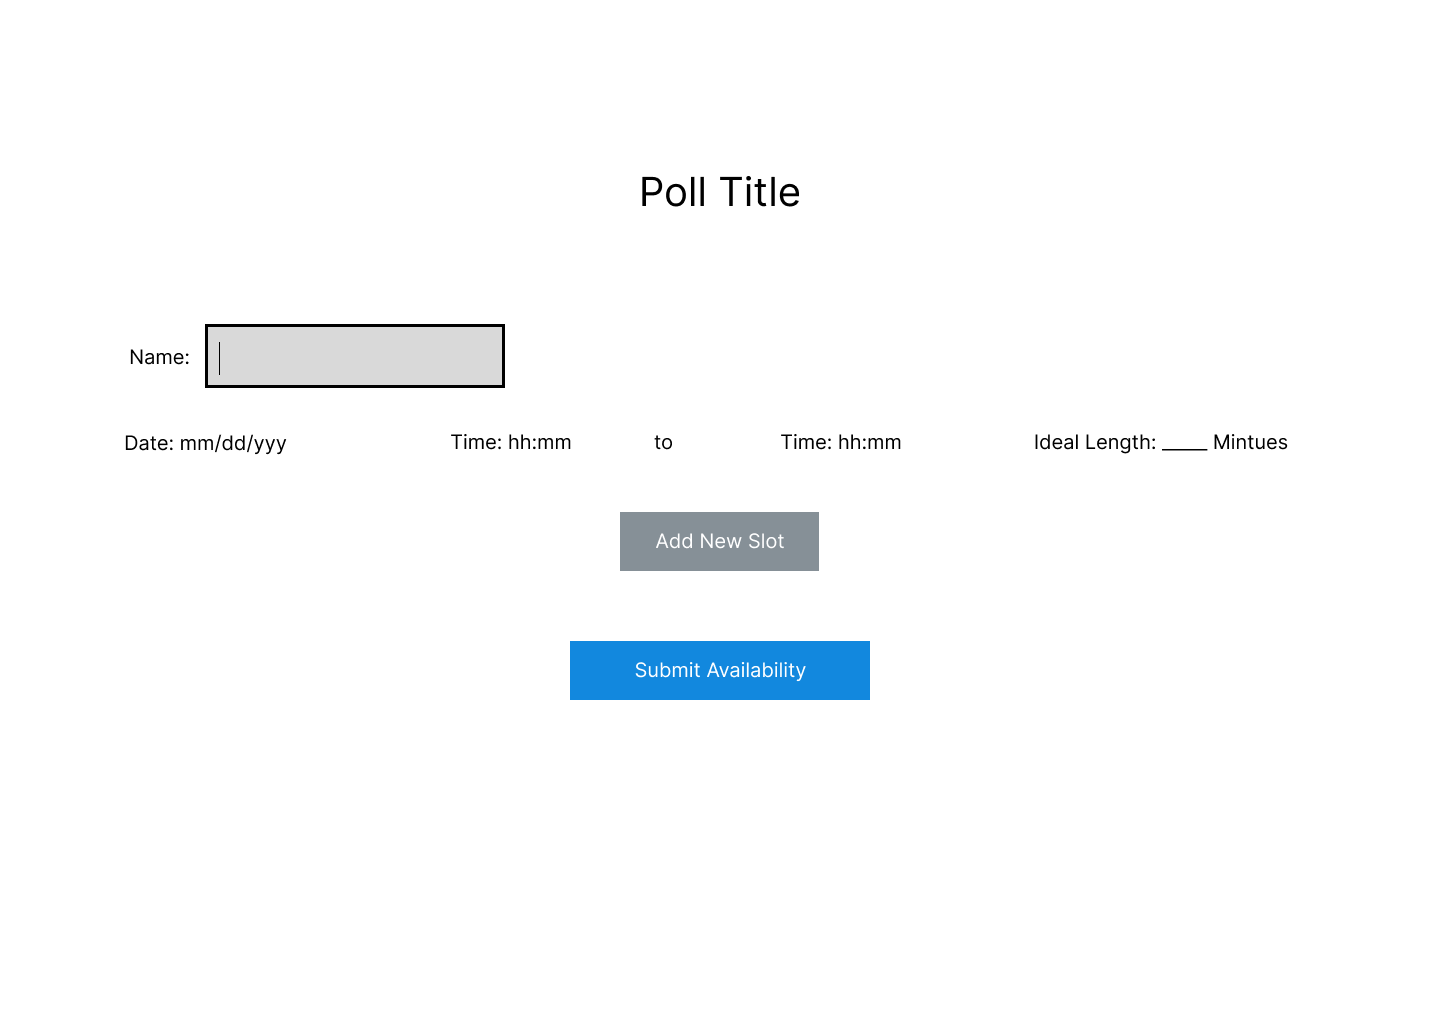 Poll Title
Name:
Date: mm/dd/yyy Time: hh:mm to Time: hh:mm Ideal Length: _____ Mintues
Add New Slot
Submit Availability